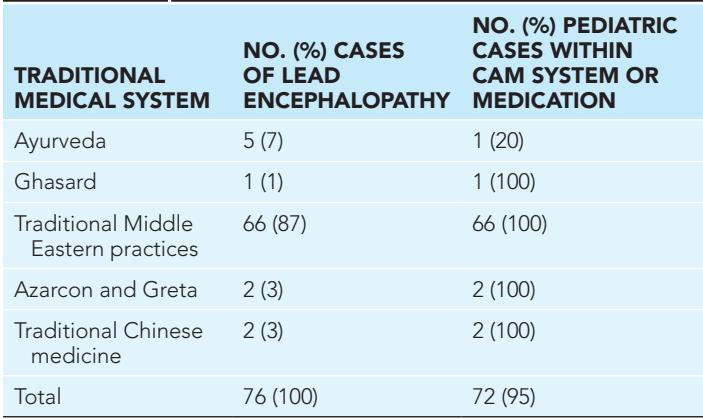 TRADITIONAL MEDICAL SYSTEM NO. (%) CASES OF LEAD ENCEPHALOPATHY NO. (%) PEDIATRIC CASES WITHIN CAM SYSTEM OR MEDICATION
Ayurveda 5 (7) 1 (20)
Ghasard 1 (1) 1 (100)
Traditional Middle Eastern practices 66 (87) 66 (100)
Azarcon and Greta 2 (3) 2 (100)
Traditional Chinese medicine 2 (3) 2 (100)
Total 76 (100) 72 (95)